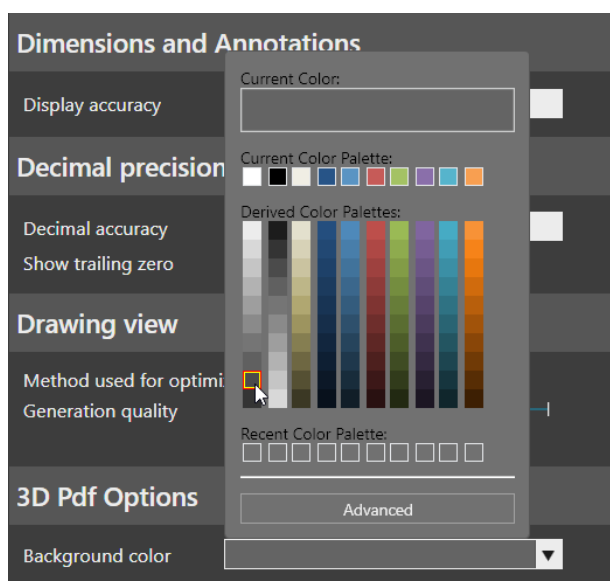 Dimensions and Annotations
Current Color:
Display accuracy
Current Color Palette:
Decimal precision
Derived Color Palettes:
Decimal accuracy
Show trailing zero
Drawing view
Method used for optimi
Generation quality
Recent Color Palette:
3D Pdf Options
Advanced
Background color